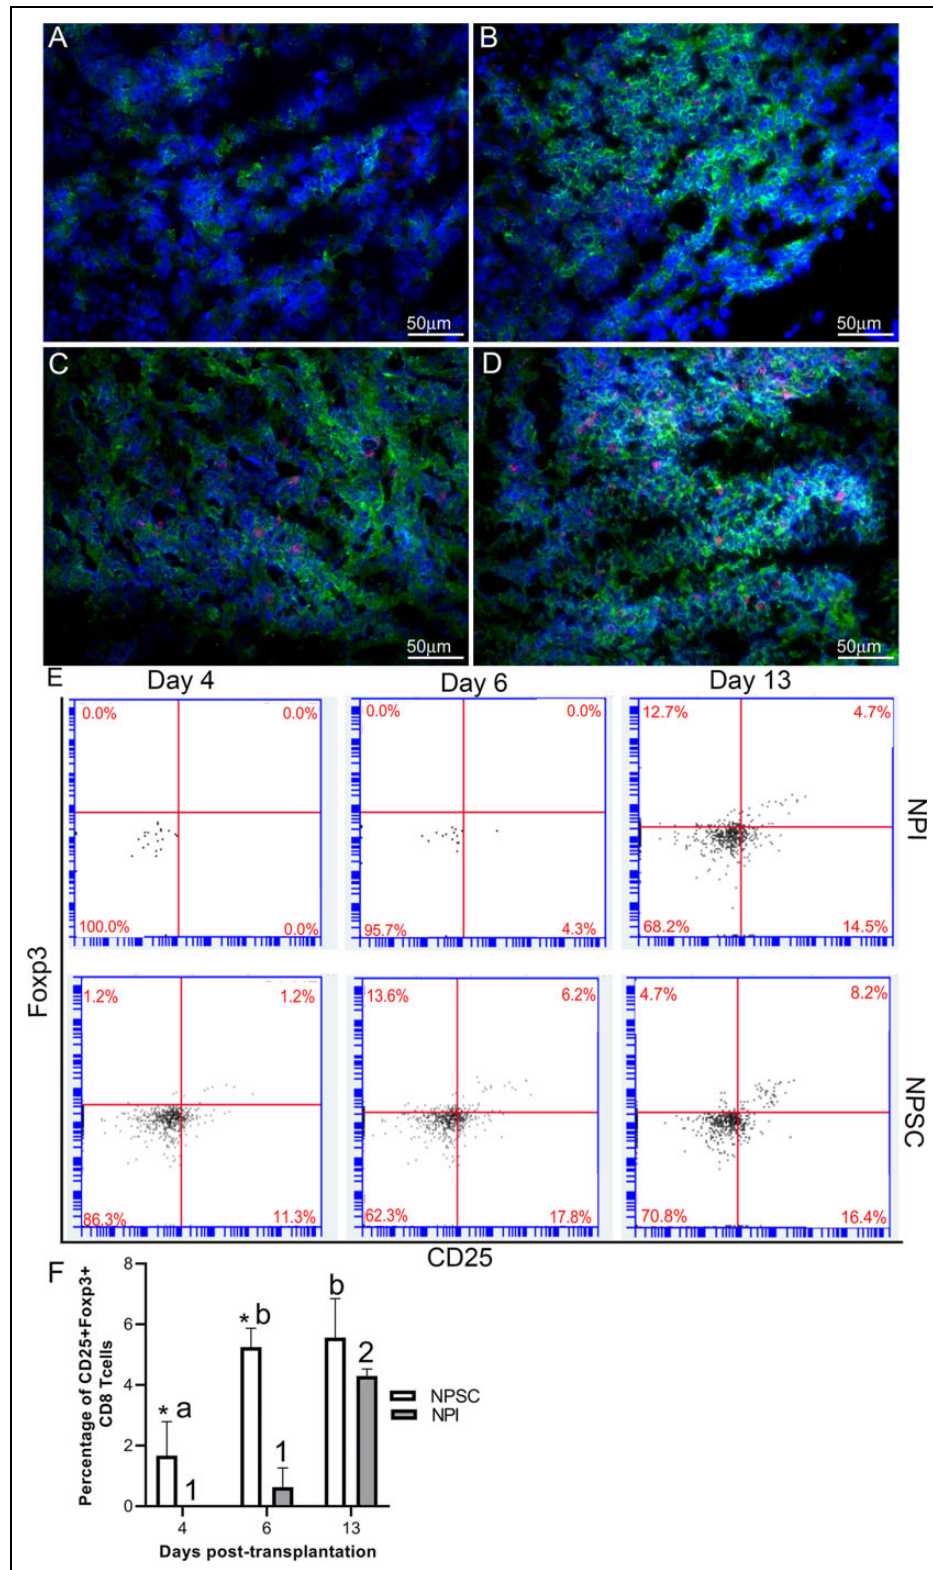 A
B
50μm
50μm
C
D
50μm
50μm
E
Day 4
Day 6
Day 13
0.0%
0.0%
0.0%
0.0%
12.7%
4.7%
100.0%
0.0%
95.7%
4.3%
68.2%
14.5%
NPI
Foxp3
1.2%
1.2%
13.6%
6.2%
4.7%
8.2%
86.3%
11.3%
62.3%
17.8%
70.8%
16.4%
NPSC
CD25
F
Percentage of CD25+Foxp3+
CD8 Tcells
8
6
4
2
0
* a
1
* b
1
b
2
NPSC
NPI
4
6
13
Days post-transplantation